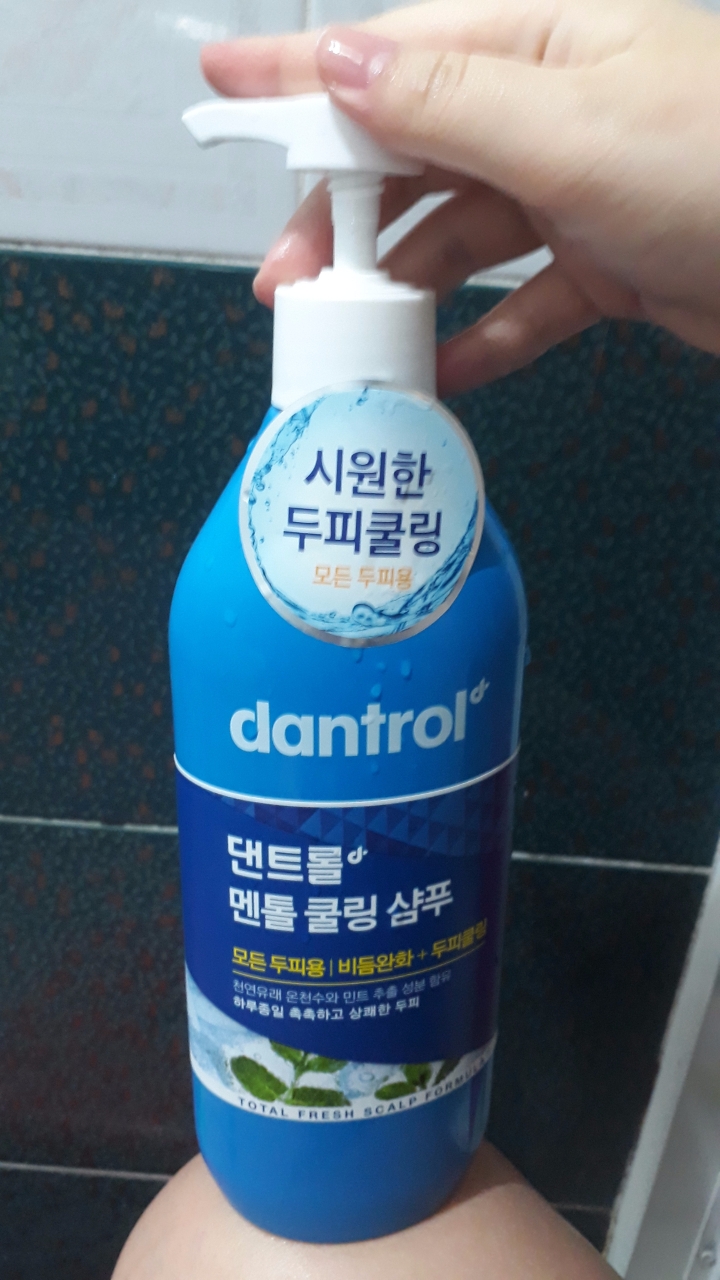 시원한
두피쿨링
모든 두피용
dantrol
댄트롤
멘톨 쿨링 샴푸
모든 두피용 | 비듬완화 + 두피쿨링
천연유래 온천수와 민트 추출 성분 함유
하루종일 촉촉하고 상쾌한 두피
TOTAL FRESH SCALP FORMULA